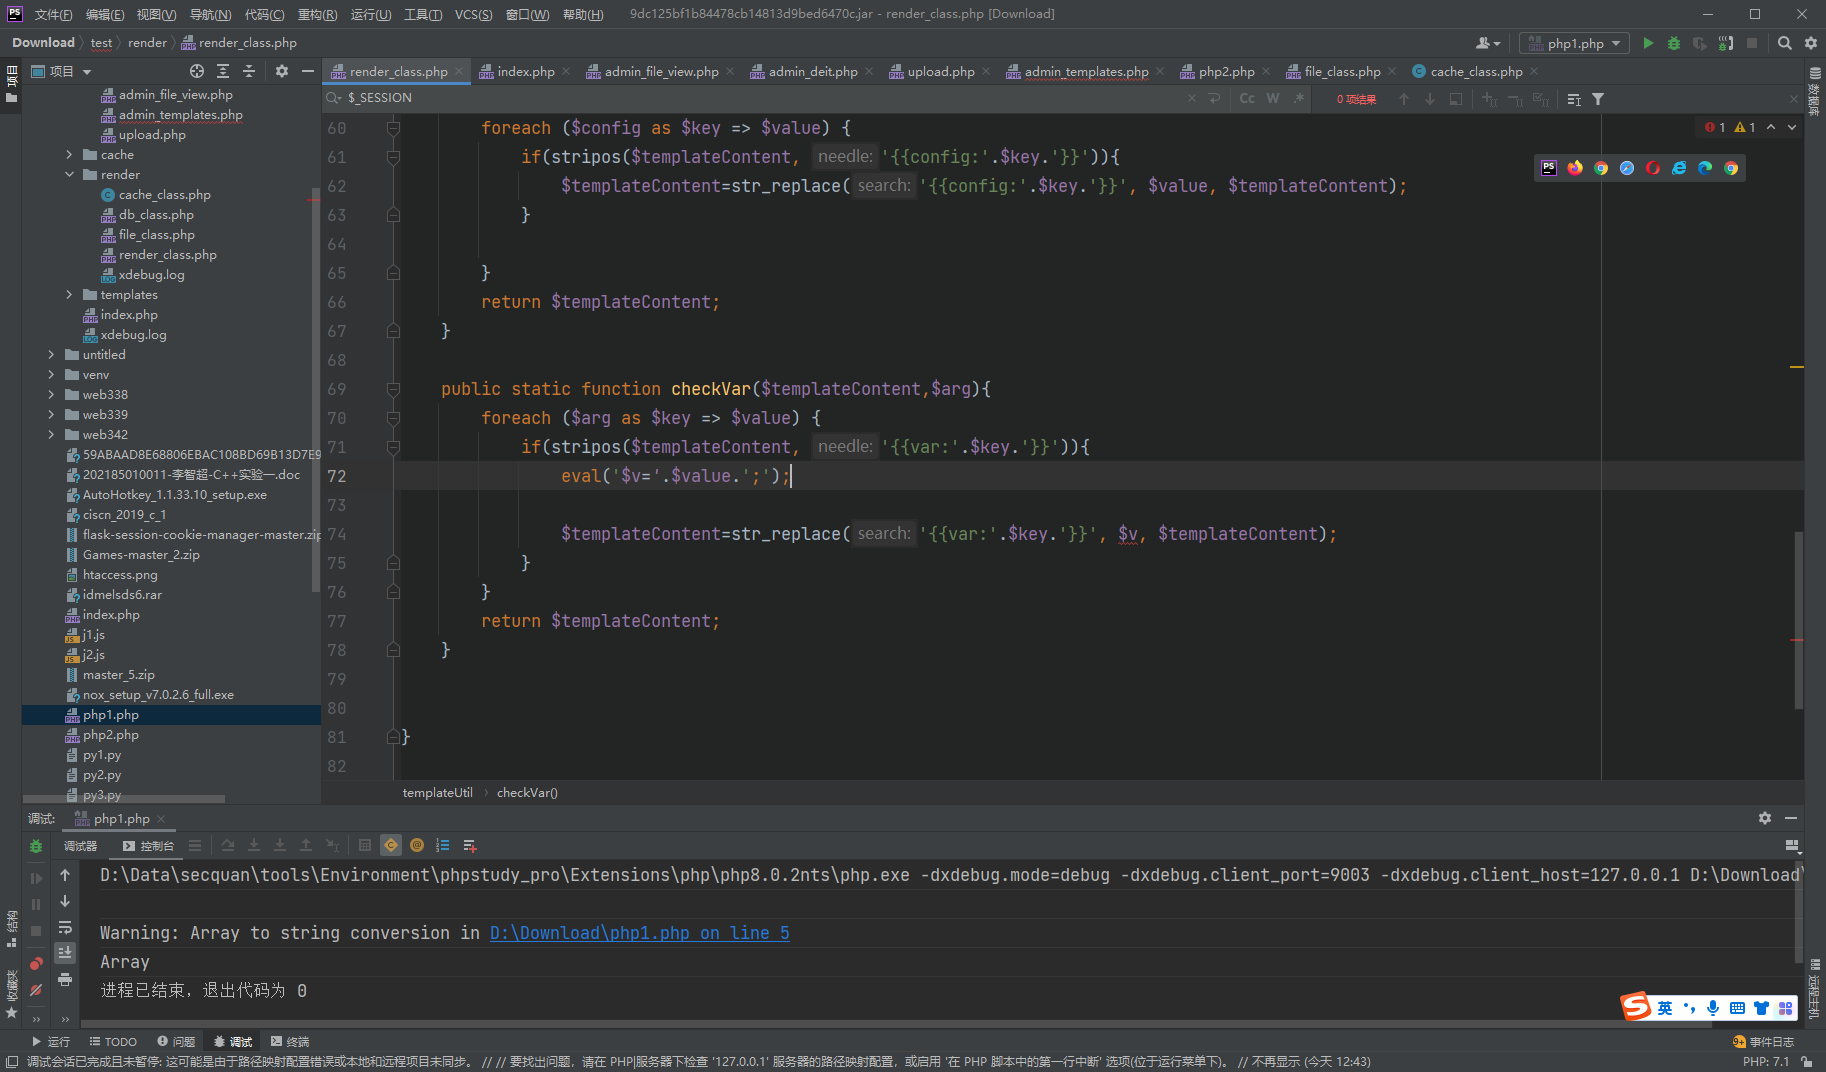 PS 文件(F) 编辑(E) 视图(V) 导航(N) 代码(C) 重构(R) 运行(U) 工具(T) VCS(S) 窗口(W) 帮助(H) 9dc125bf1b84478cb14813d9bed6470c.jar - render_class.php [Download]
Download test render render_class.php php1.php
项目
render_class.php index.php admin_file_view.php admin_deit.php upload.php admin_templates.php php2.php file_class.php cache_class.php
$_SESSION Cc W .* 0 项结果
项目
数据库
admin_file_view.php
admin_templates.php
upload.php
cache
render
cache_class.php
db_class.php
file_class.php
render_class.php
xdebug.log
templates
index.php
xdebug.log
untitled
venv
web338
web339
web342
59ABAAD8E68806EBAC108BD69B13D7E9
202185010011-李智超-C++实验一.doc
AutoHotkey_1.1.33.10_setup.exe
ciscn_2019_c_1
flask-session-cookie-manager-master.zip
Games-master_2.zip
htaccess.png
idmelsds6.rar
index.php
j1.js
j2.js
master_5.zip
nox_setup_v7.0.2.6_full.exe
php1.php
php2.php
py1.py
py2.py
py3.py
1 1
60 foreach ($config as $key => $value) {
61 if(stripos($templateContent, needle: '{{config:'.$key.'}}')){
62 $templateContent=str_replace( search: '{{config:'.$key.'}}', $value, $templateContent);
63 }
64
65 }
66 return $templateContent;
67 }
68
69 public static function checkVar($templateContent,$arg){
70 foreach ($arg as $key => $value) {
71 if(stripos($templateContent, needle: '{{var:'.$key.'}}')){
72 eval('$v='.$value.';');
73
74 $templateContent=str_replace( search: '{{var:'.$key.'}}', $v, $templateContent);
75 }
76 }
77 return $templateContent;
78 }
79
80
81 }
82
templateUtil checkVar()
调试: php1.php
调试器 控制台
D:\Data\secquan\tools\Environment\phpstudy_pro\Extensions\php\php8.0.2nts\php.exe -dxdebug.mode=debug -dxdebug.client_port=9003 -dxdebug.client_host=127.0.0.1 D:\Download\
Warning: Array to string conversion in D:\Download\php1.php on line 5
Array
进程已结束，退出代码为 0
结构
收藏夹
远程主机
英
运行 TODO 问题 调试 终端 9+ 事件日志
调试会话已完成且未暂停: 这可能是由于路径映射配置错误或本地和远程项目未同步。 // // 要找出问题，请在 PHP|服务器下检查 '127.0.0.1' 服务器的路径映射配置，或启用 '在 PHP 脚本中的第一行中断' 选项(位于运行菜单下)。 // 不再显示 (今天 12:43) PHP: 7.1